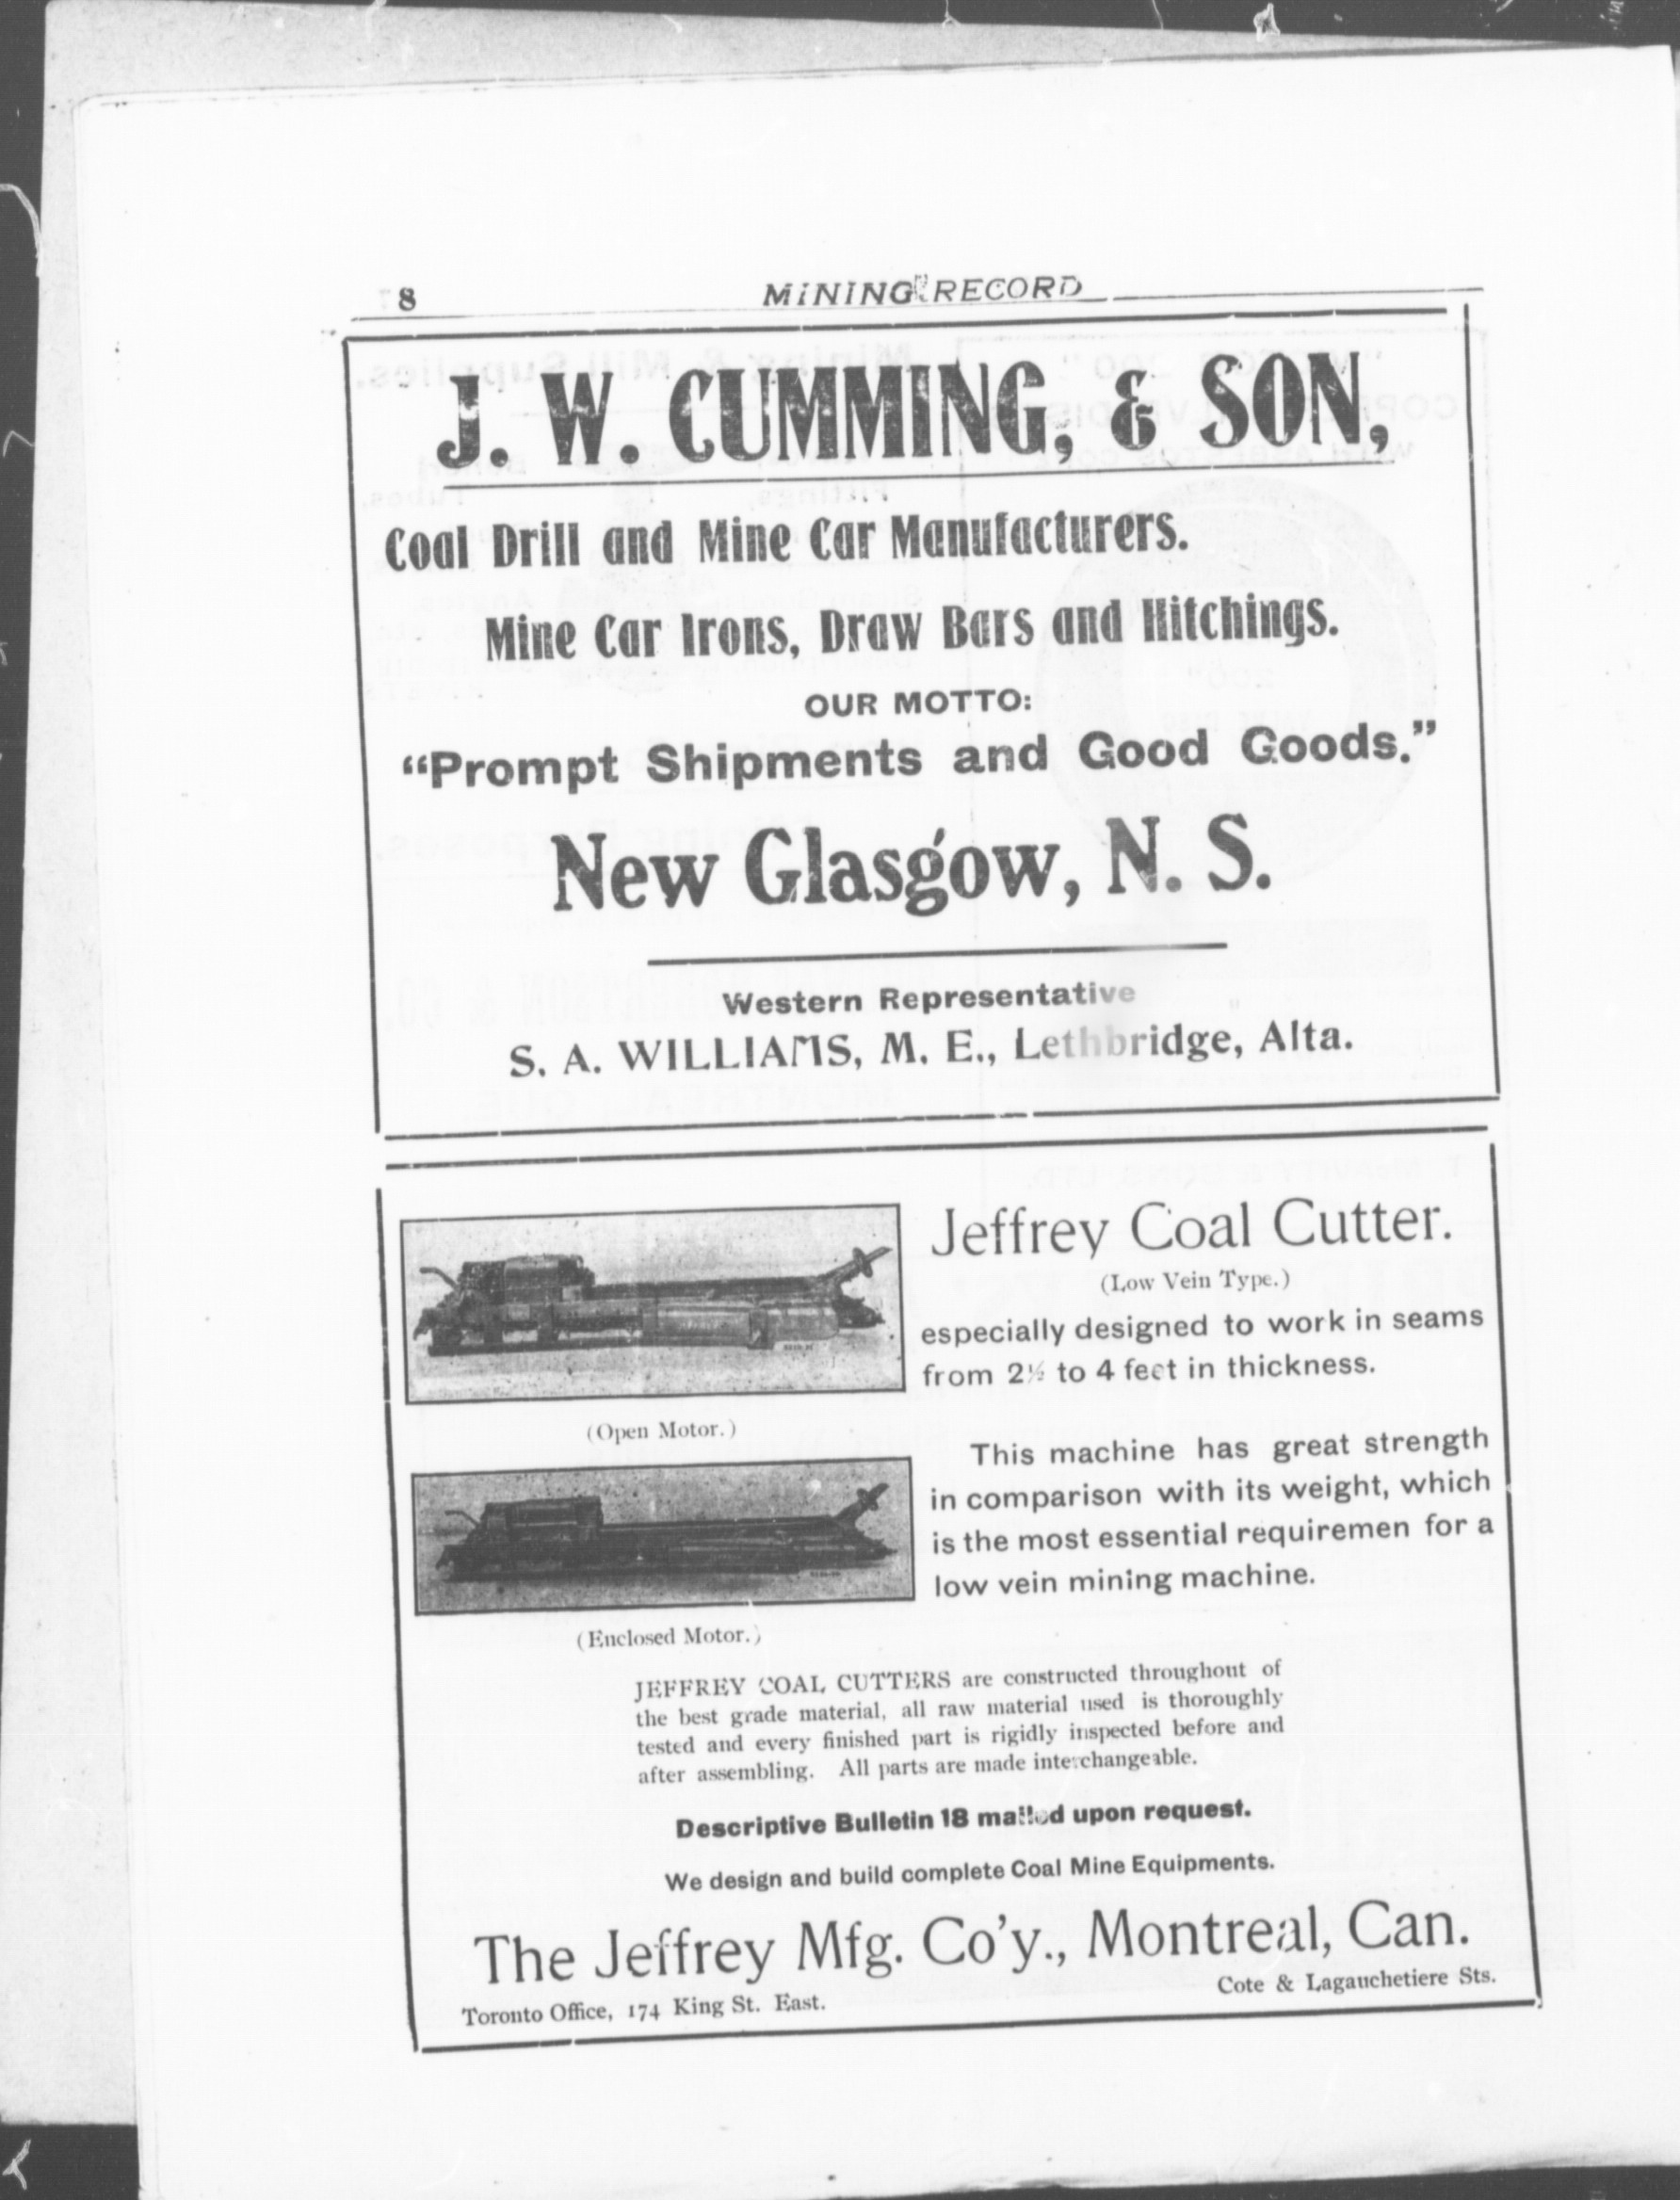 8
MINING RECORD
J. W. CUMMING, & SON,
Coal Drill and Mine Car Manufacturers.
Mine Car Irons, Draw Bars and Hitchings.
OUR MOTTO:
“Prompt Shipments and Good Goods.”
New Glasgow, N. S.
Western Representative
S. A. WILLIAMS, M. E., Lethbridge, Alta.
Jeffrey Coal Cutter.
(Low Vein Type.)
especially designed to work in seams
from 2½ to 4 feet in thickness.
(Open Motor.)
This machine has great strength
in comparison with its weight, which
is the most essential requiremen for a
low vein mining machine.
(Enclosed Motor.)
JEFFREY COAL CUTTERS are constructed throughout of
the best grade material, all raw material used is thoroughly
tested and every finished part is rigidly inspected before and
after assembling. All parts are made interchangeable.
Descriptive Bulletin 18 mailed upon request.
We design and build complete Coal Mine Equipments.
The Jeffrey Mfg. Co’y., Montreal, Can.
Cote & Lagauchetiere Sts.
Toronto Office, 174 King St. East.